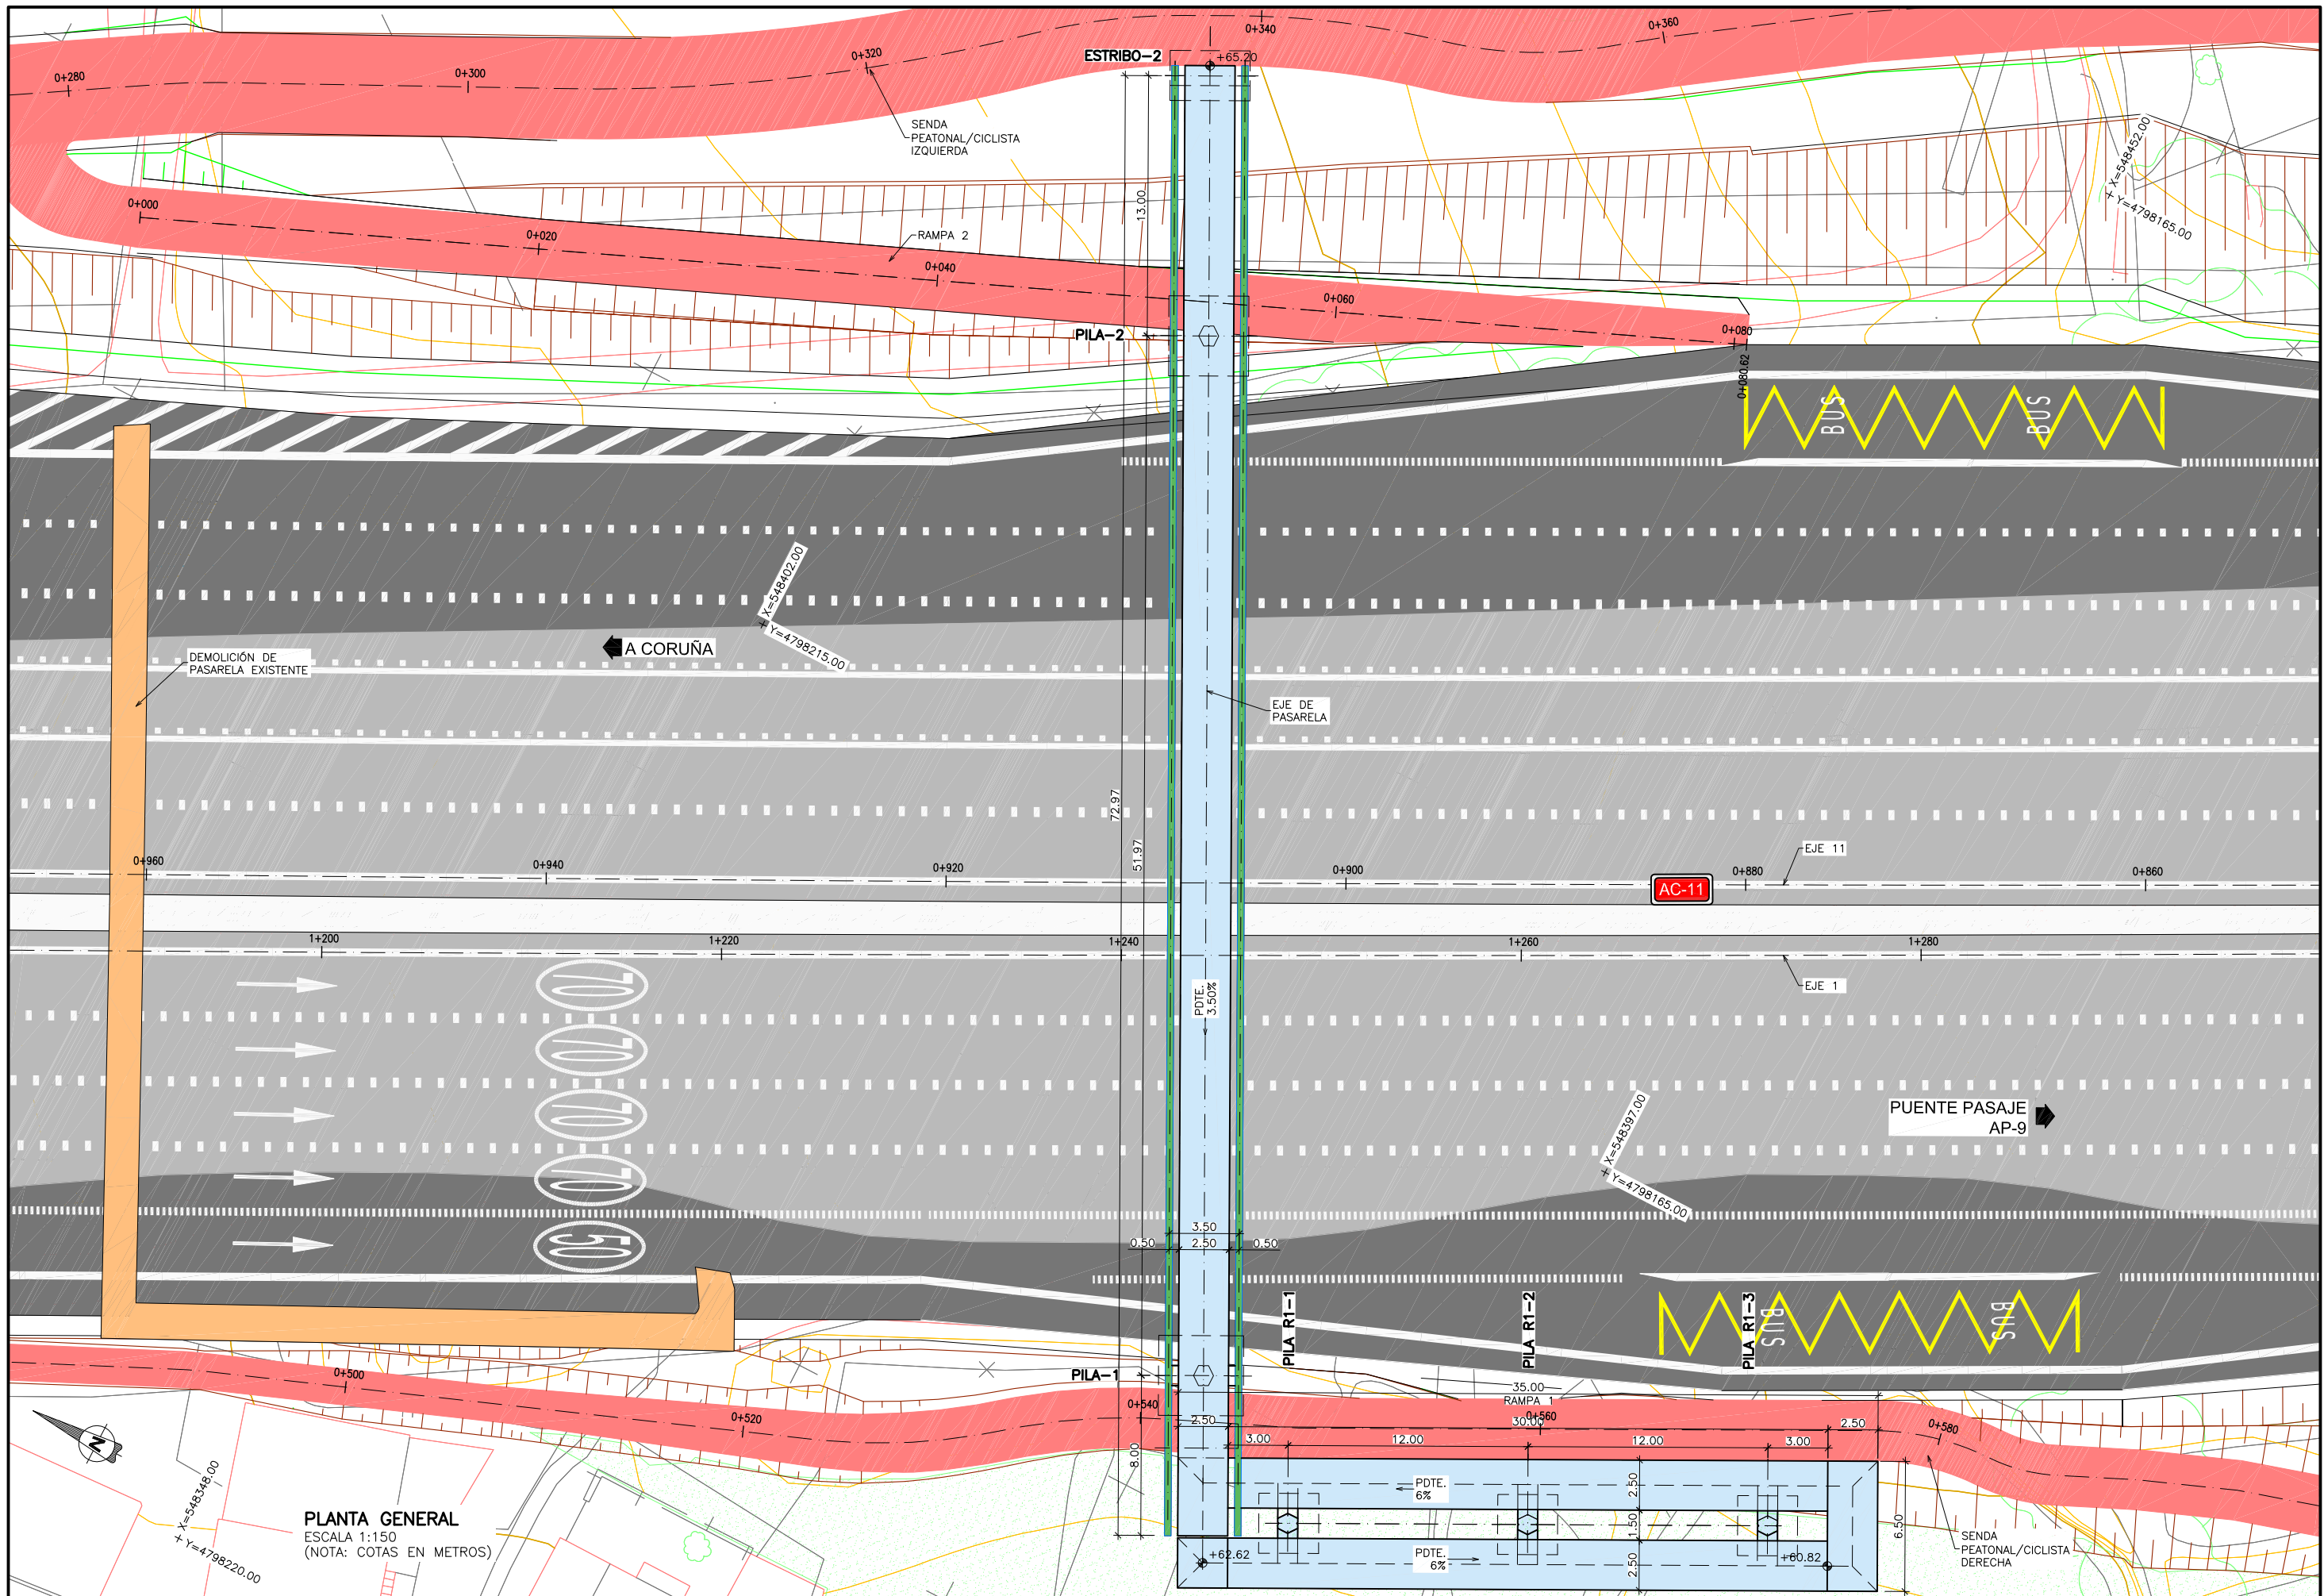 0+280
0+300
0+320
0+340
0+360
ESTRIBO-2
+65.20
SENDA
PEATONAL/CICLISTA
IZQUIERDA
X=548452.00
Y=4798165.00
13.00
0+000
0+020
RAMPA 2
0+040
0+060
0+080
0+080.62
PILA-2
BUS
BUS
X=548402.00
Y=4798215.00
A CORUÑA
DEMOLICIÓN DE
PASARELA EXISTENTE
EJE DE
PASARELA
72.97
51.97
0+960
0+940
0+920
0+900
0+880
0+860
EJE 11
AC-11
1+200
1+220
1+240
1+260
1+280
EJE 1
PDTE.
3.50%
70
70
70
70
50
X=548397.00
Y=4798165.00
PUENTE PASAJE
AP-9
3.50
0.50
2.50
0.50
PILA R1-1
PILA R1-2
PILA R1-3
BUS
BUS
PILA-1
0+500
0+520
0+540
0+560
0+580
35.00
RAMPA 1
30.00
2.50
2.50
3.00
12.00
12.00
3.00
8.00
PDTE.
6%
2.50
1.50
2.50
6.50
PDTE.
6%
+62.62
+60.82
SENDA
PEATONAL/CICLISTA
DERECHA
N
X=548348.00
Y=4798220.00
PLANTA GENERAL
ESCALA 1:150
(NOTA: COTAS EN METROS)